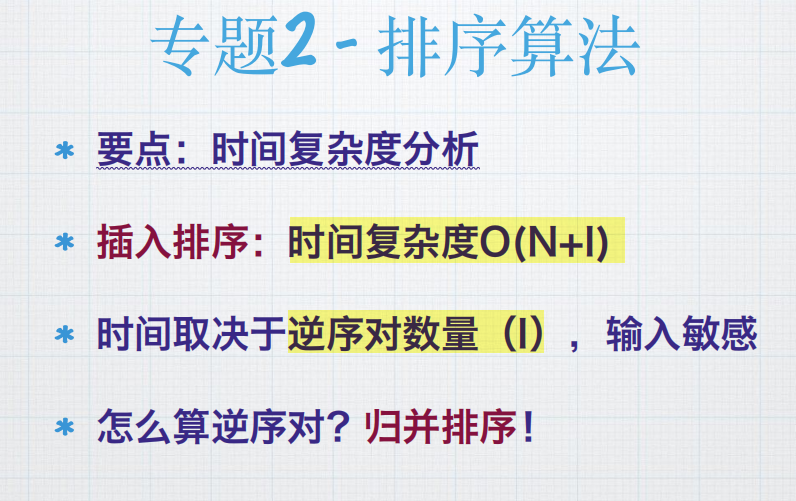 专题2 - 排序算法
要点：时间复杂度分析
插入排序：时间复杂度O(N+I)
时间取决于逆序对数量（I），输入敏感
怎么算逆序对？归并排序！